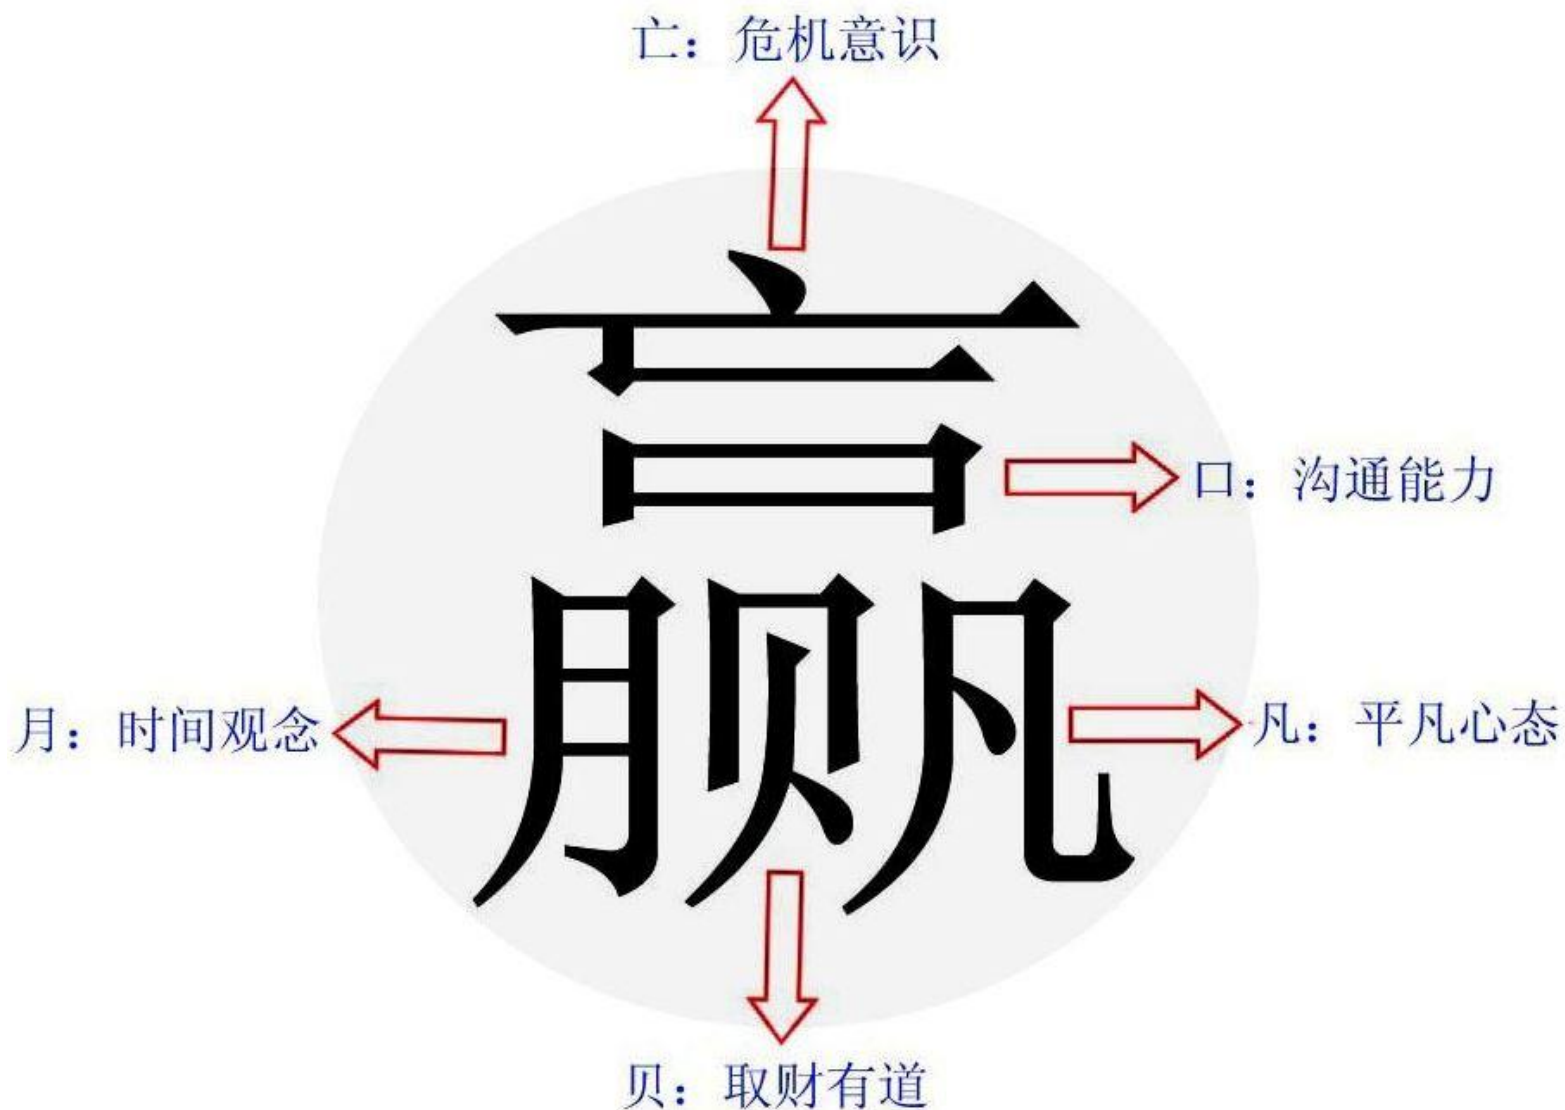 亡：危机意识
赢
口：沟通能力
月：时间观念
凡：平凡心态
贝：取财有道